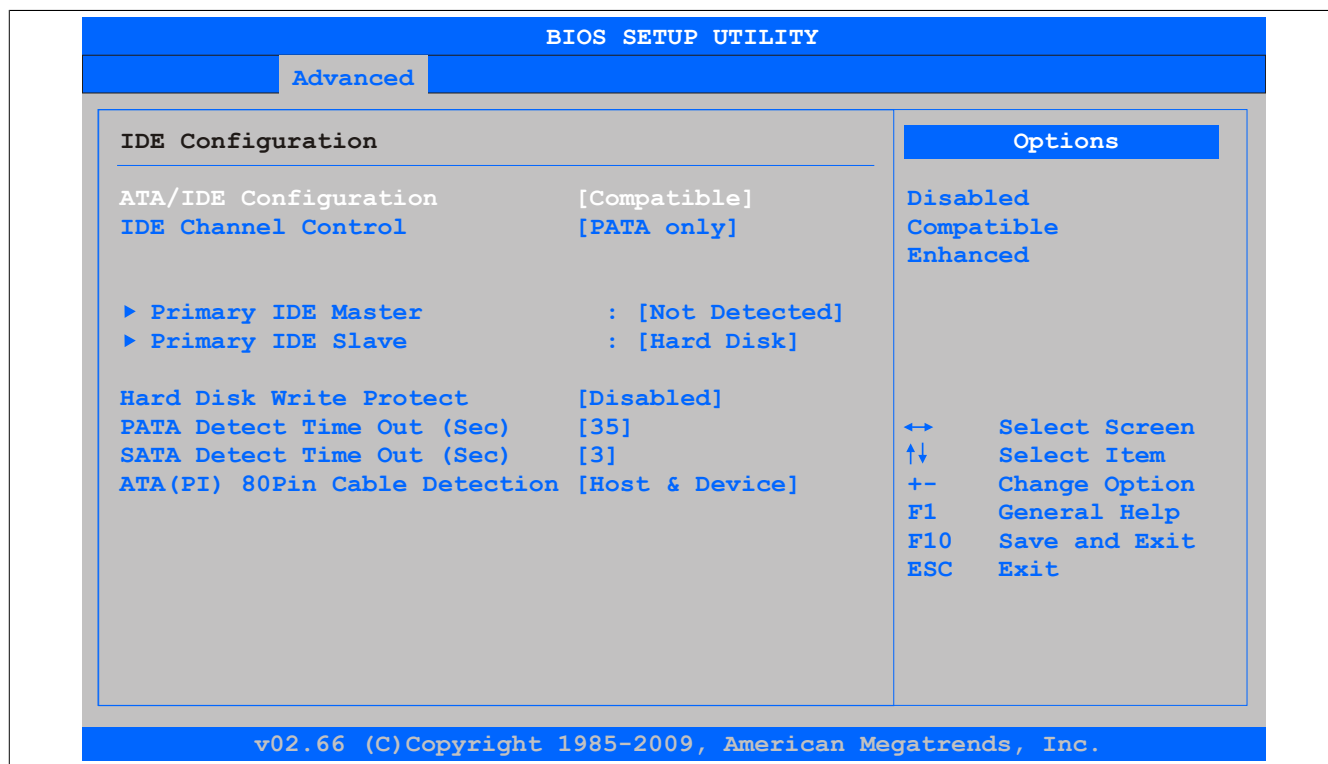 BIOS SETUP UTILITY
Advanced
IDE Configuration
ATA/IDE Configuration [Compatible]
IDE Channel Control [PATA only]
▶ Primary IDE Master : [Not Detected]
▶ Primary IDE Slave : [Hard Disk]
Hard Disk Write Protect [Disabled]
PATA Detect Time Out (Sec) [35]
SATA Detect Time Out (Sec) [3]
ATA(PI) 80Pin Cable Detection [Host & Device]
Options
Disabled
Compatible
Enhanced
↔ Select Screen
↑↓ Select Item
+- Change Option
F1 General Help
F10 Save and Exit
ESC Exit
v02.66 (C)Copyright 1985-2009, American Megatrends, Inc.